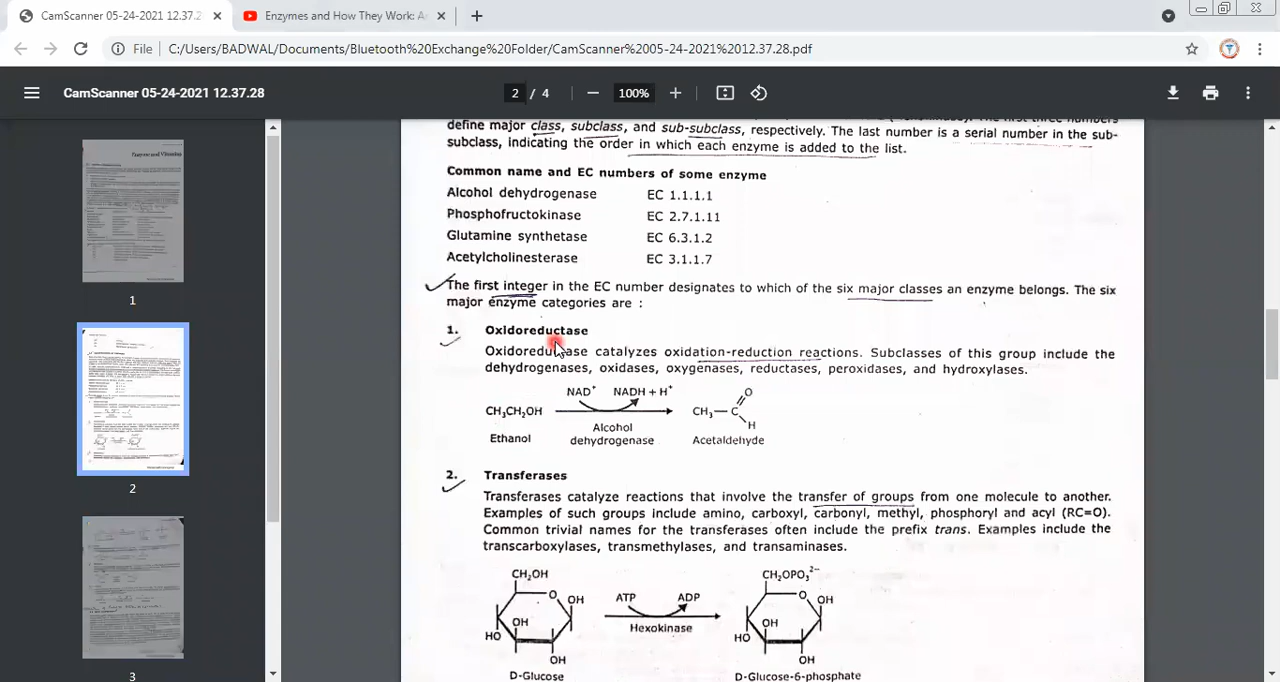 CamScanner 05-24-2021 12.37.2
Enzymes and How They Work: A
File
C:/Users/BADWAL/Documents/Bluetooth%20Exchange%20Folder/CamScanner%2005-24-2021%2012.37.28.pdf
CamScanner 05-24-2021 12.37.28
2 / 4
100%
define major class, subclass, and sub-subclass, respectively. The last number is a serial number in the sub-
subclass, indicating the order in which each enzyme is added to the list.
Common name and EC numbers of some enzyme
Alcohol dehydrogenase EC 1.1.1.1
Phosphofructokinase EC 2.7.1.11
Glutamine synthetase EC 6.3.1.2
Acetylcholinesterase EC 3.1.1.7
The first integer in the EC number designates to which of the six major classes an enzyme belongs. The six
major enzyme categories are :
1. Oxidoreductase
catalyzes oxidation-reduction Subclasses of this group include the
oxidases, oxygenases, reductases, peroxidases, and hydroxylases.
NAD+ NADH + H+
O
CH3CH2OH CH3—C
H
Alcohol
Ethanol dehydrogenase Acetaldehyde
2. Transferases
Transferases catalyze reactions that involve the transfer of groups from one molecule to another.
Examples of such groups include amino, carboxyl, carbonyl, methyl, phosphoryl and acyl (RC=O).
Common trivial names for the transferases often include the prefix trans. Examples include the
transcarboxylases, transmethylases, and transaminases.
CH2OH CH2OPO3 2−
O OH ATP ADP O OH
OH Hexokinase OH
HO HO
OH OH
D-Glucose D-Glucose-6-phosphate
1
2
3